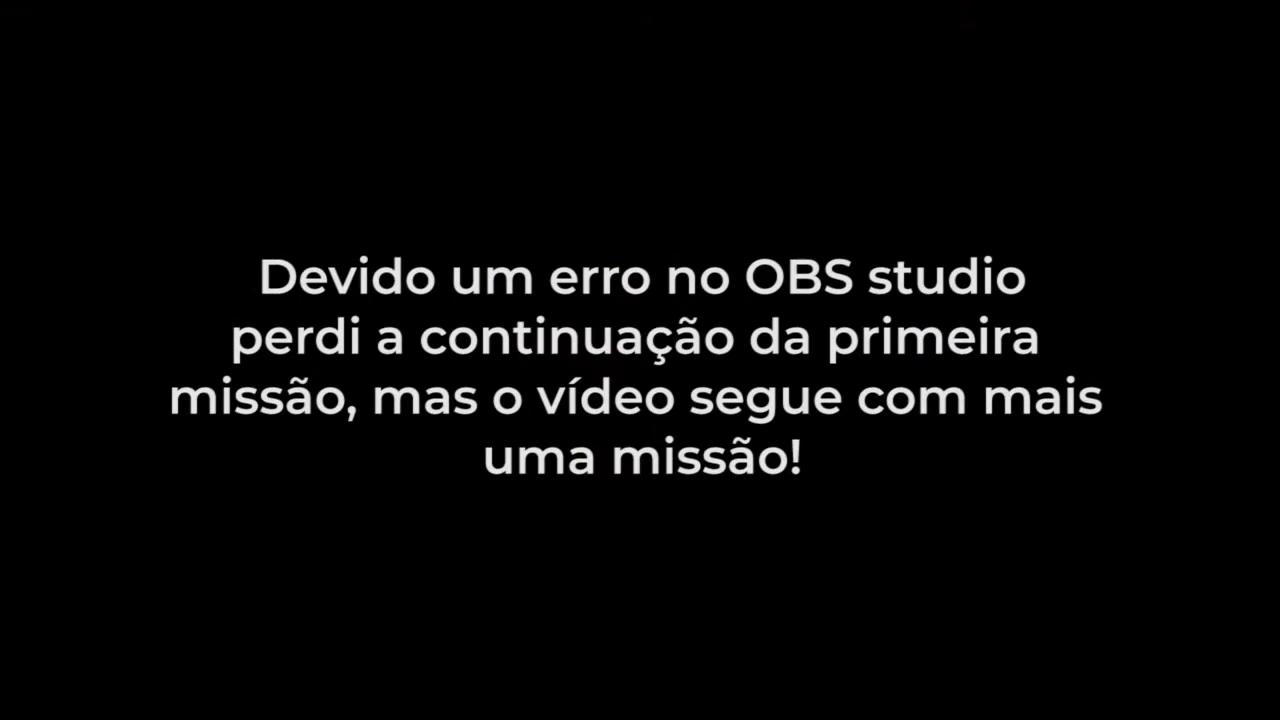 Devido um erro no OBS studio
perdi a continuação da primeira
missão, mas o vídeo segue com mais
uma missão!